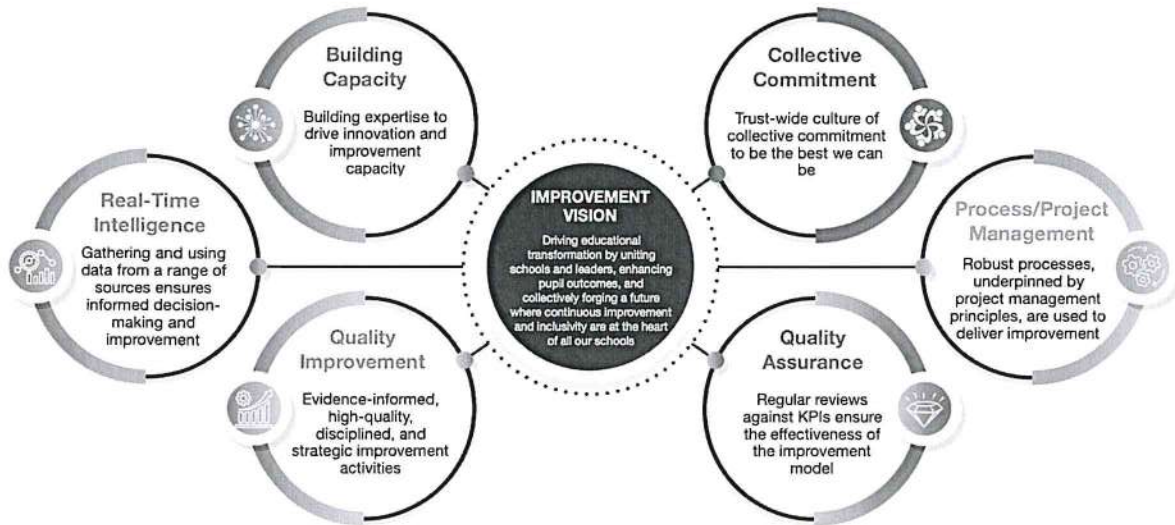 Building
Capacity
Building expertise to
drive innovation and
improvement
capacity
Collective
Commitment
Trust-wide culture of
collective commitment
to be the best we can
be
Real-Time
Intelligence
Gathering and using
data from a range of
sources ensures
informed decision-
making and
improvement
IMPROVEMENT
VISION
Driving educational
transformation by uniting
schools and leaders, enhancing
pupil outcomes, and
collectively forging a future
where continuous improvement
and inclusivity are at the heart
of all our schools
Process/Project
Management
Robust processes,
underpinned by
project management
principles, are used to
deliver improvement
Quality
Improvement
Evidence-informed,
high-quality,
disciplined, and
strategic improvement
activities
Quality
Assurance
Regular reviews
against KPIs ensure
the effectiveness of
the improvement
model